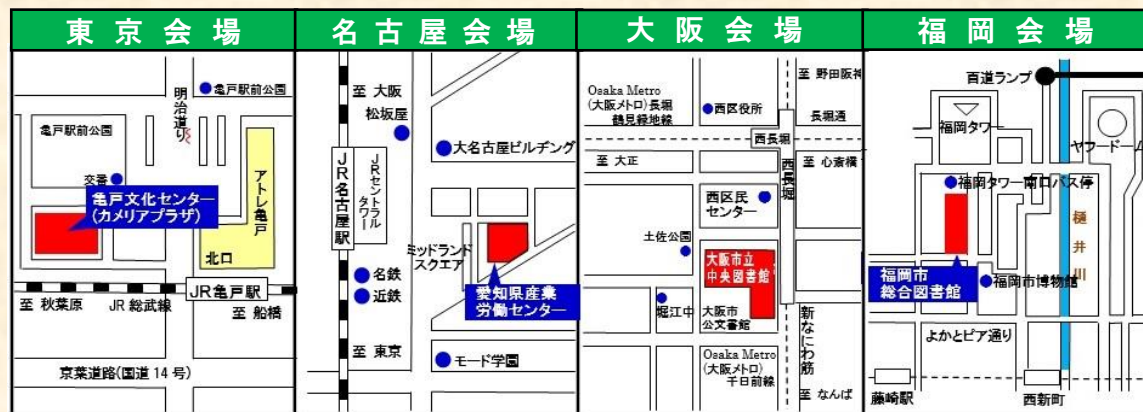 東京会場
明治通り
亀戸駅前公園
亀戸駅前公園
交番
亀戸文化センター
(カメリアプラザ)
アトレ亀戸
北口
JR亀戸駅
至 秋葉原
JR 総武線
至 船橋
京葉道路(国道 14 号)
名古屋会場
至 大阪
松坂屋
大名古屋ビルヂング
JR名古屋駅
JRセントラル
タワー
ミッドランド
スクエア
名鉄
近鉄
愛知県産業
労働センター
至 東京
モード学園
大阪会場
至 野田阪神
Osaka Metro
(大阪メトロ)長堀
鶴見緑地線
西区役所
長堀通
西長堀
至 大正
至 心斎橋
西長堀
西区民
センター
土佐公園
大阪市立
中央図書館
堀江中
大阪市
公文書館
新なにわ筋
Osaka Metro
(大阪メトロ)
千日前線
至 なんば
福岡会場
百道ランプ
福岡タワー
ヤフードーム
福岡タワー南口バス停
樋井川
福岡市
総合図書館
福岡市博物館
よかとピア通り
藤崎駅
西新町